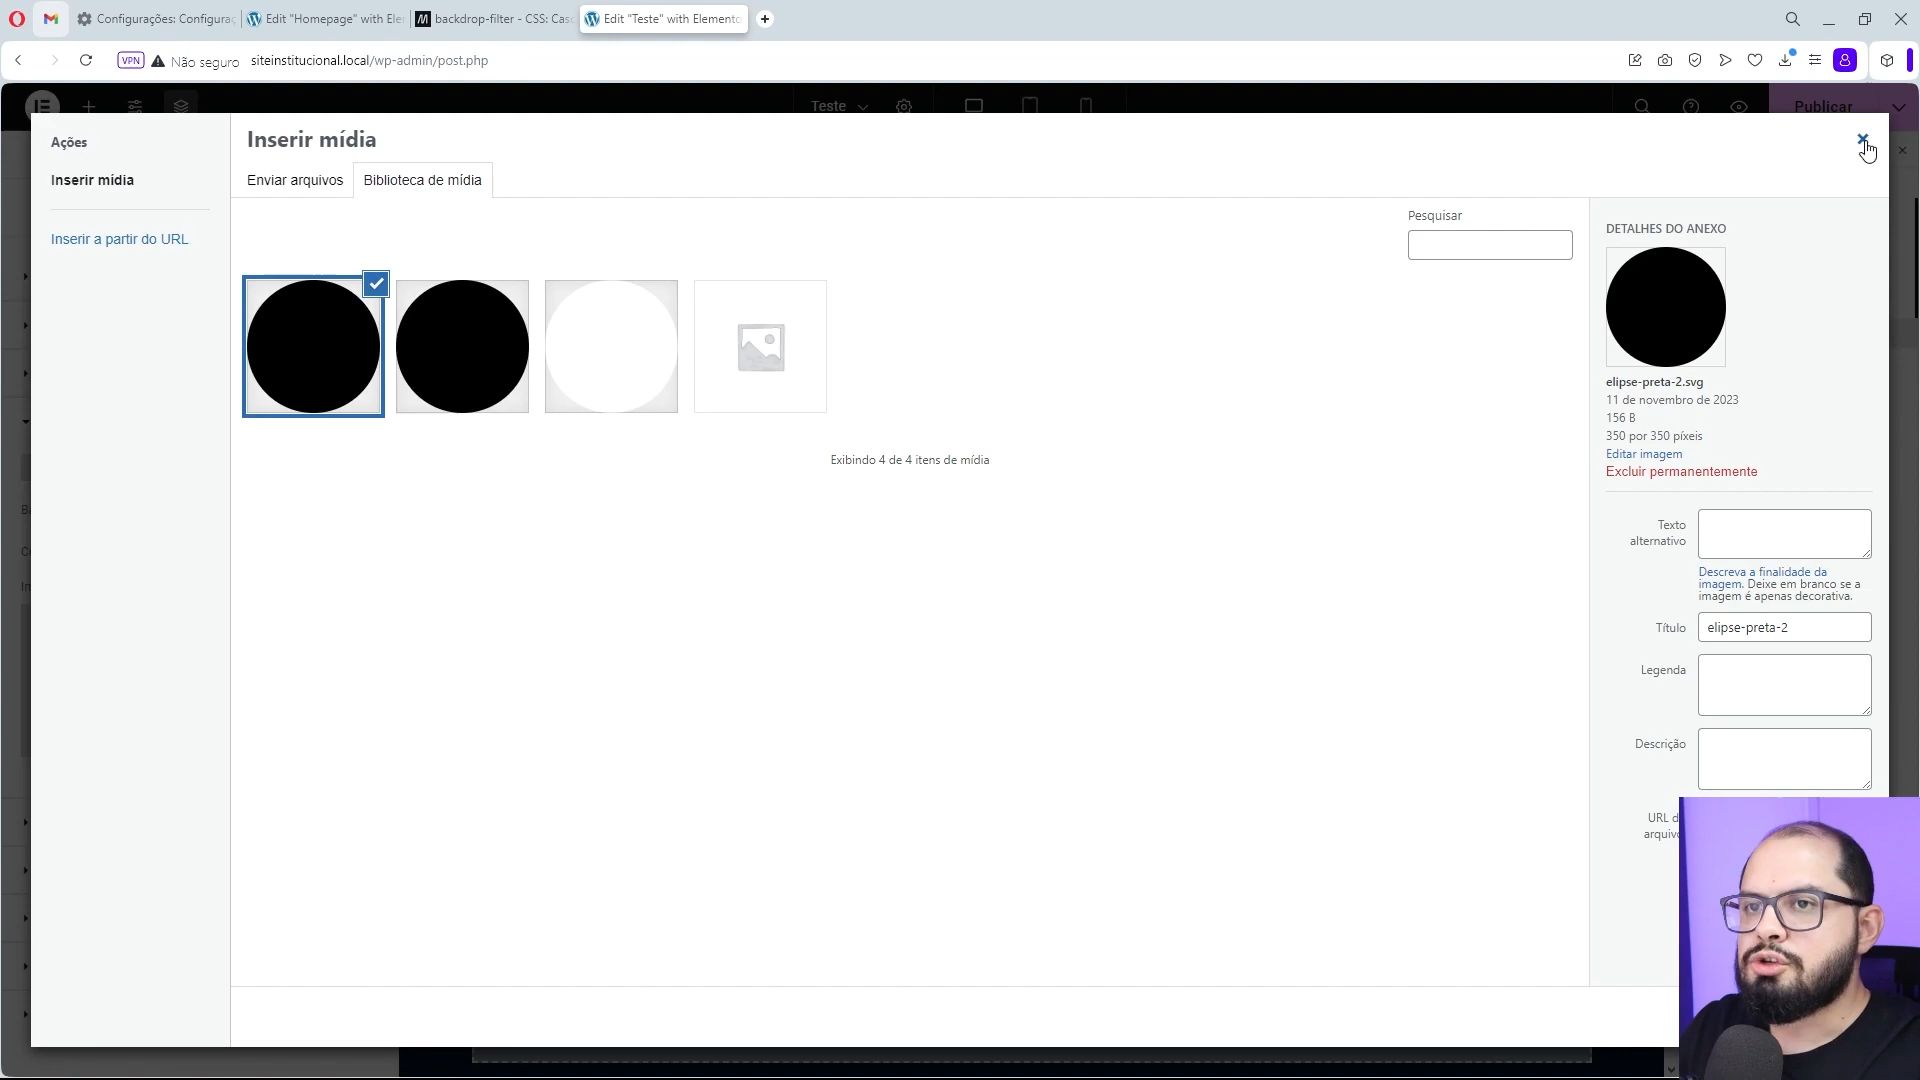 Configurações: Configuraç
Edit "Homepage" with Ele
backdrop-filter - CSS: Casc
Edit "Teste" with Elemento
VPN
Não seguro
siteinstitucional.local/wp-admin/post.php
Teste
Publicar
Ações
Inserir mídia
Inserir a partir do URL
Inserir mídia
Enviar arquivos
Biblioteca de mídia
Pesquisar
Exibindo 4 de 4 itens de mídia
DETALHES DO ANEXO
elipse-preta-2.svg
11 de novembro de 2023
156 B
350 por 350 píxeis
Editar imagem
Excluir permanentemente
Texto
alternativo
Descreva a finalidade da
imagem. Deixe em branco se a
imagem é apenas decorativa.
Título
elipse-preta-2
Legenda
Descrição
URL d
arquivo